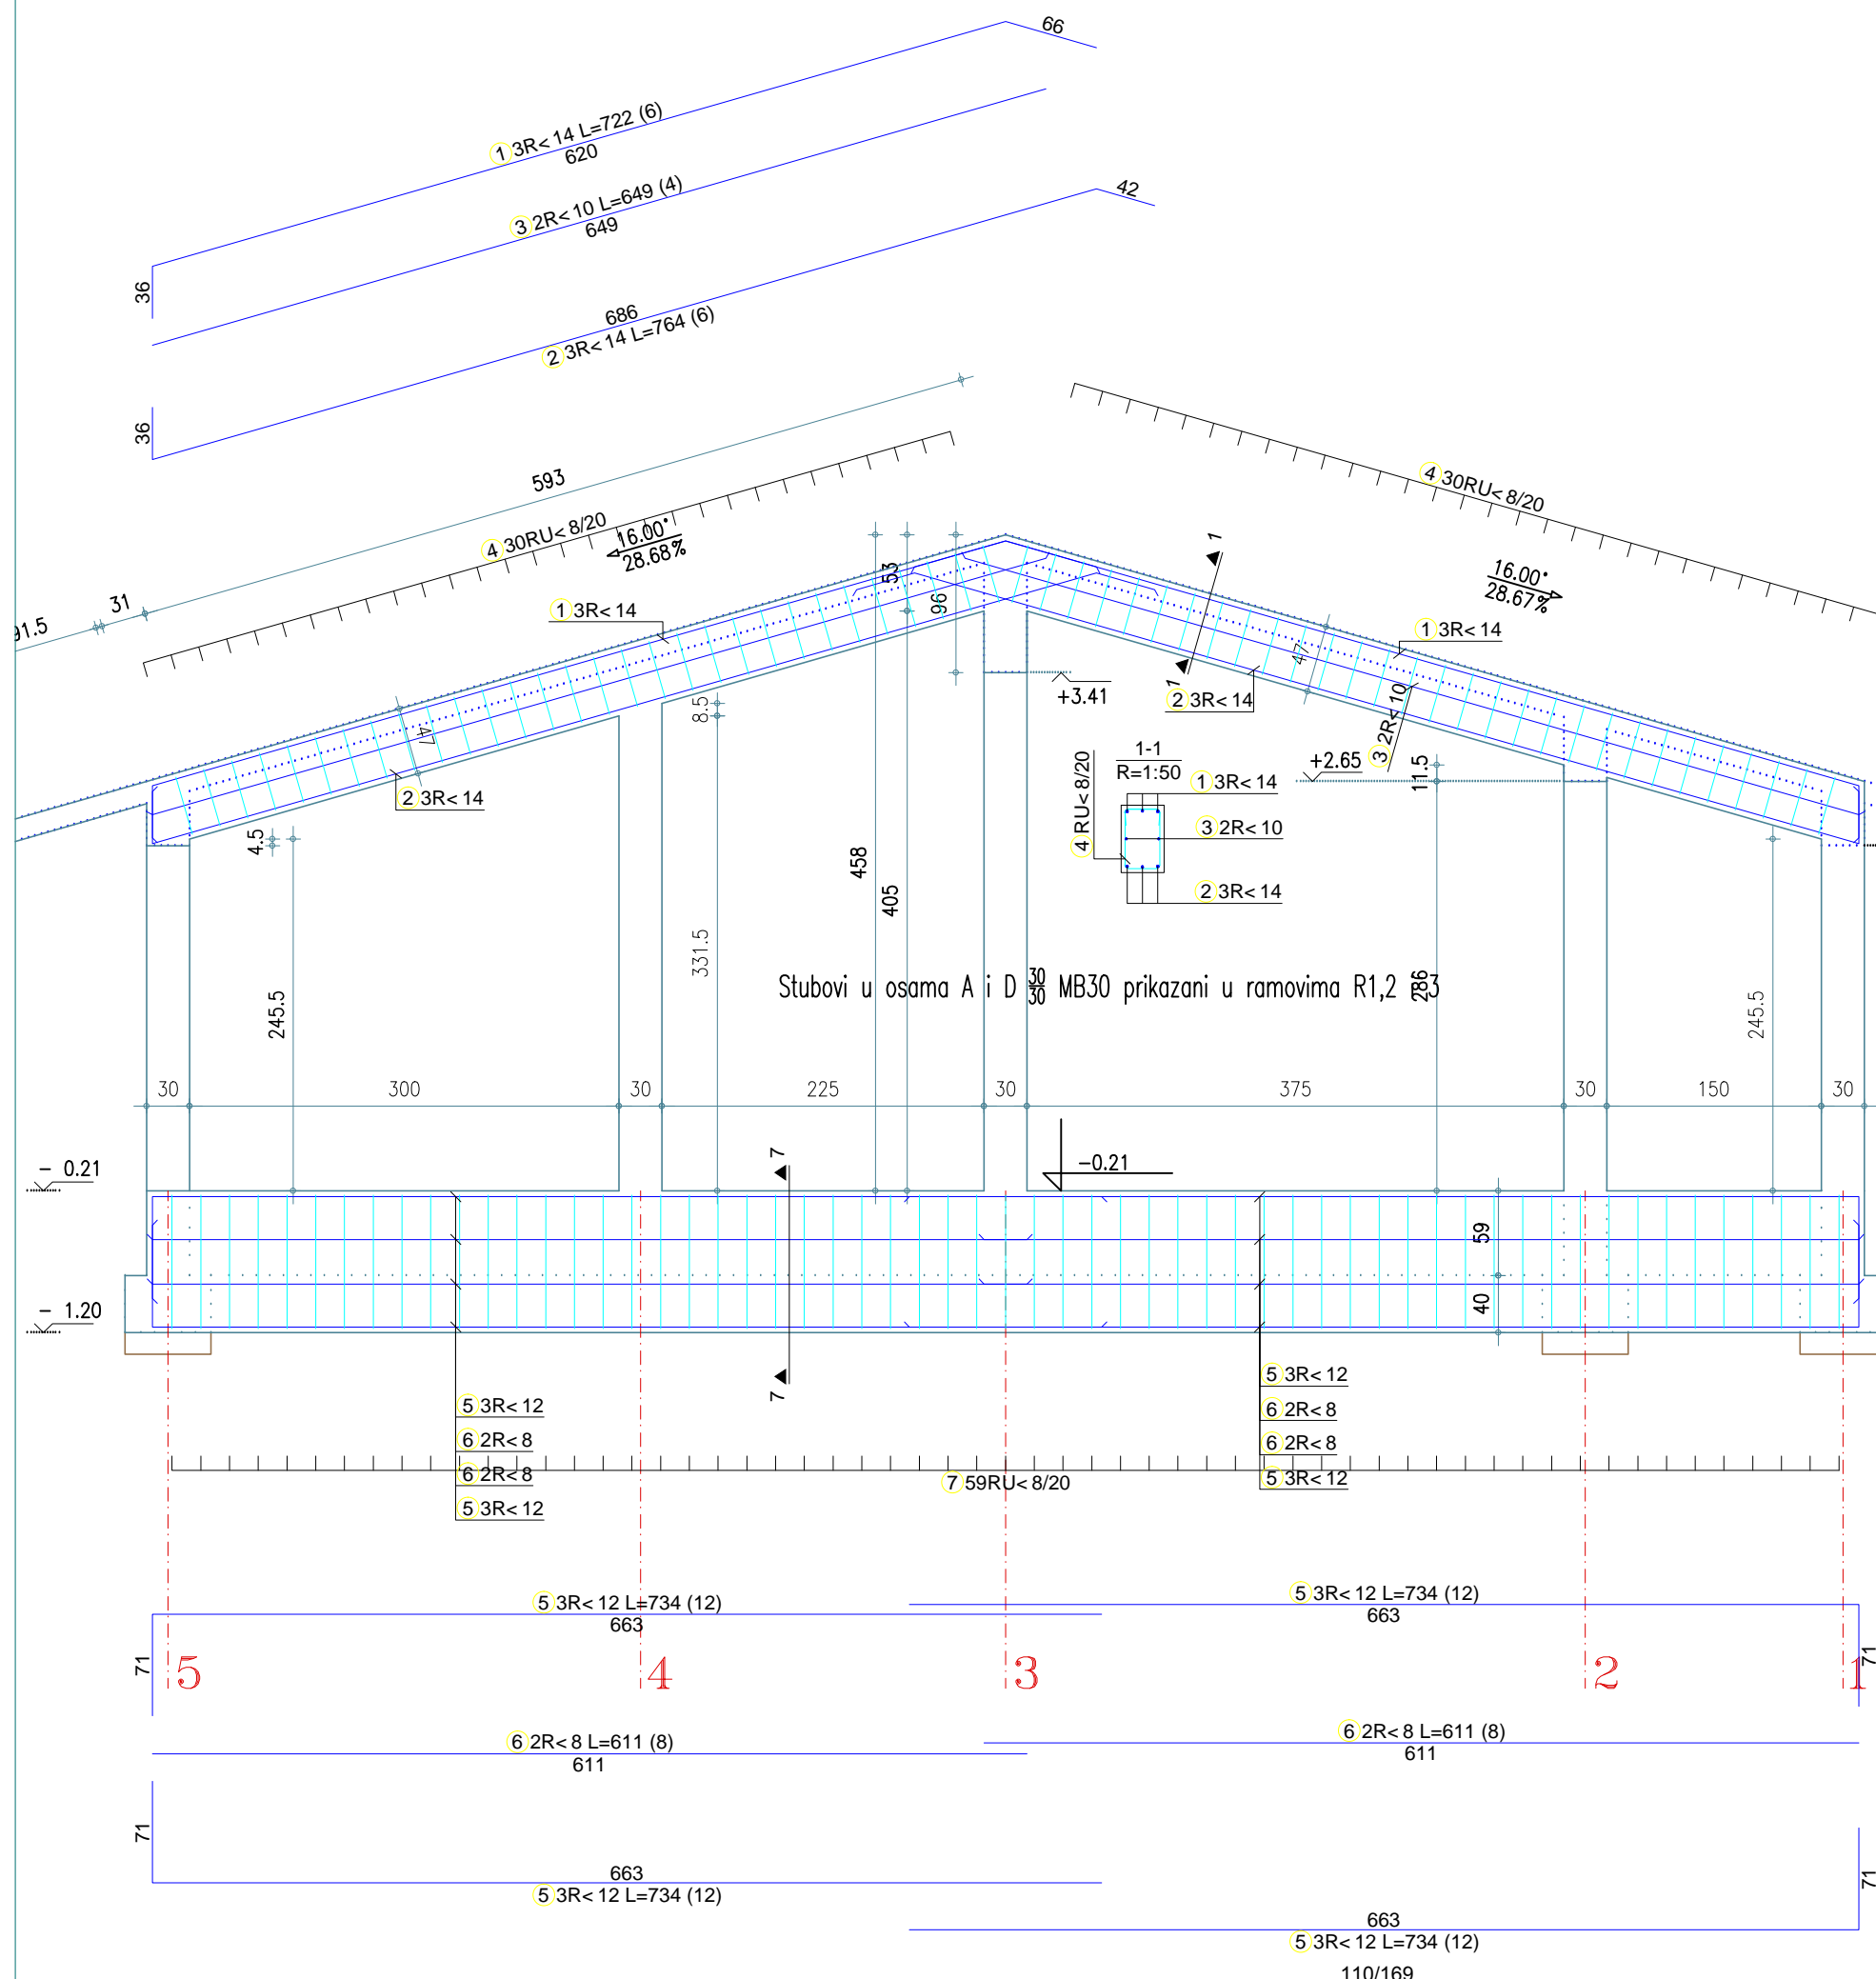 66
① 3R<14 L=722 (6)
620
③ 2R<10 L=649 (4)
649
36
42
686
② 3R<14 L=764 (6)
36
593
④ 30RU<8/20
16.00°
28.68%
④ 30RU<8/20
16.00°
28.67%
31
91.5
53
96
1
① 3R<14
① 3R<14
47
47
1
② 3R<14
+3.41
③ 2R<10
8.5
② 3R<14
1-1
R=1:50
+2.65
11.5
④ RU<8/20
① 3R<14
③ 2R<10
② 3R<14
4.5
458
405
331.5
Stubovi u osama A i D 30/30 MB30 prikazani u ramovima R1,2 i 3
286
245.5
245.5
30 300 30 225 30 375 30 150 30
- 0.21
7
-0.21
59
- 1.20
40
7
⑤ 3R<12
⑥ 2R<8
⑥ 2R<8
⑤ 3R<12
⑤ 3R<12
⑥ 2R<8
⑥ 2R<8
⑤ 3R<12
⑦ 59RU<8/20
⑤ 3R<12 L=734 (12)
663
⑤ 3R<12 L=734 (12)
663
71
71
5 4 3 2 1
⑥ 2R<8 L=611 (8)
611
⑥ 2R<8 L=611 (8)
611
71
71
663
⑤ 3R<12 L=734 (12)
663
⑤ 3R<12 L=734 (12)
110/169